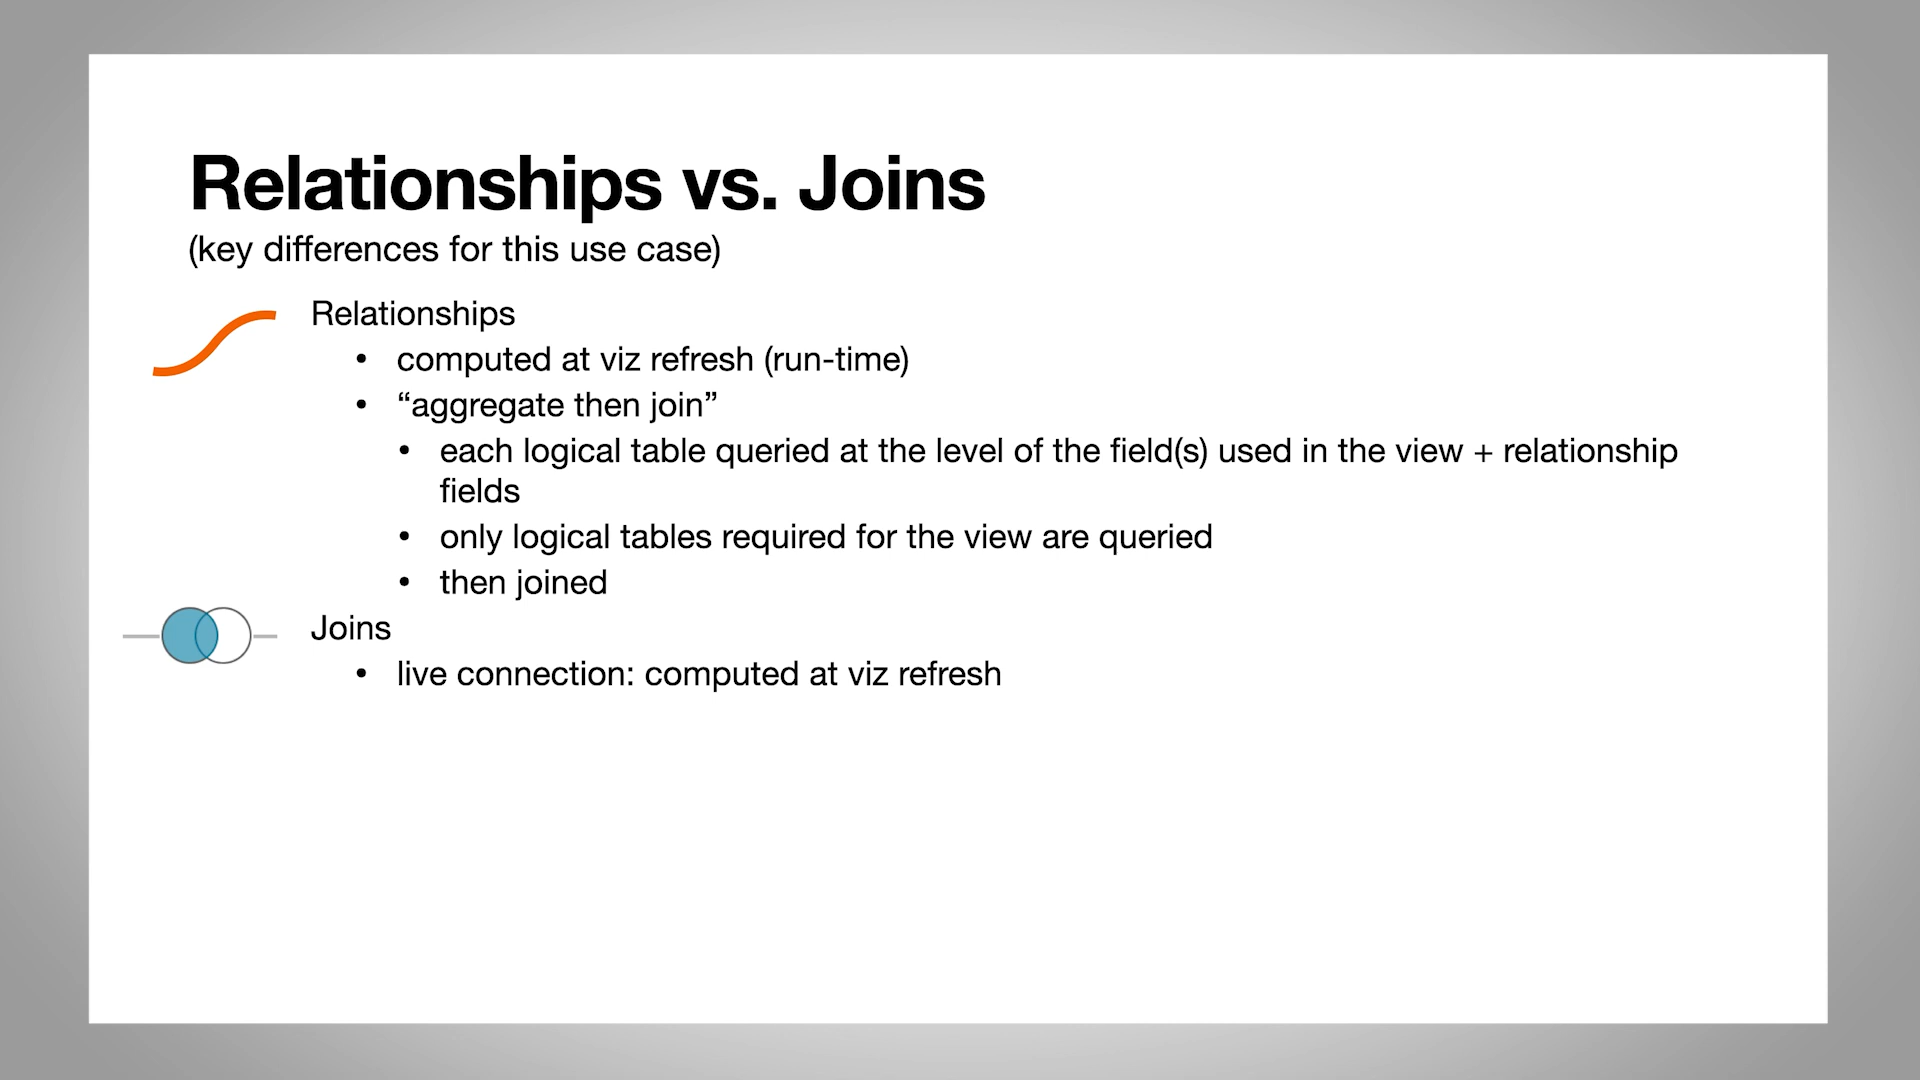 Relationships vs. Joins
(key differences for this use case)
Relationships
• computed at viz refresh (run-time)
• “aggregate then join”
• each logical table queried at the level of the field(s) used in the view + relationship
fields
• only logical tables required for the view are queried
• then joined
Joins
• live connection: computed at viz refresh